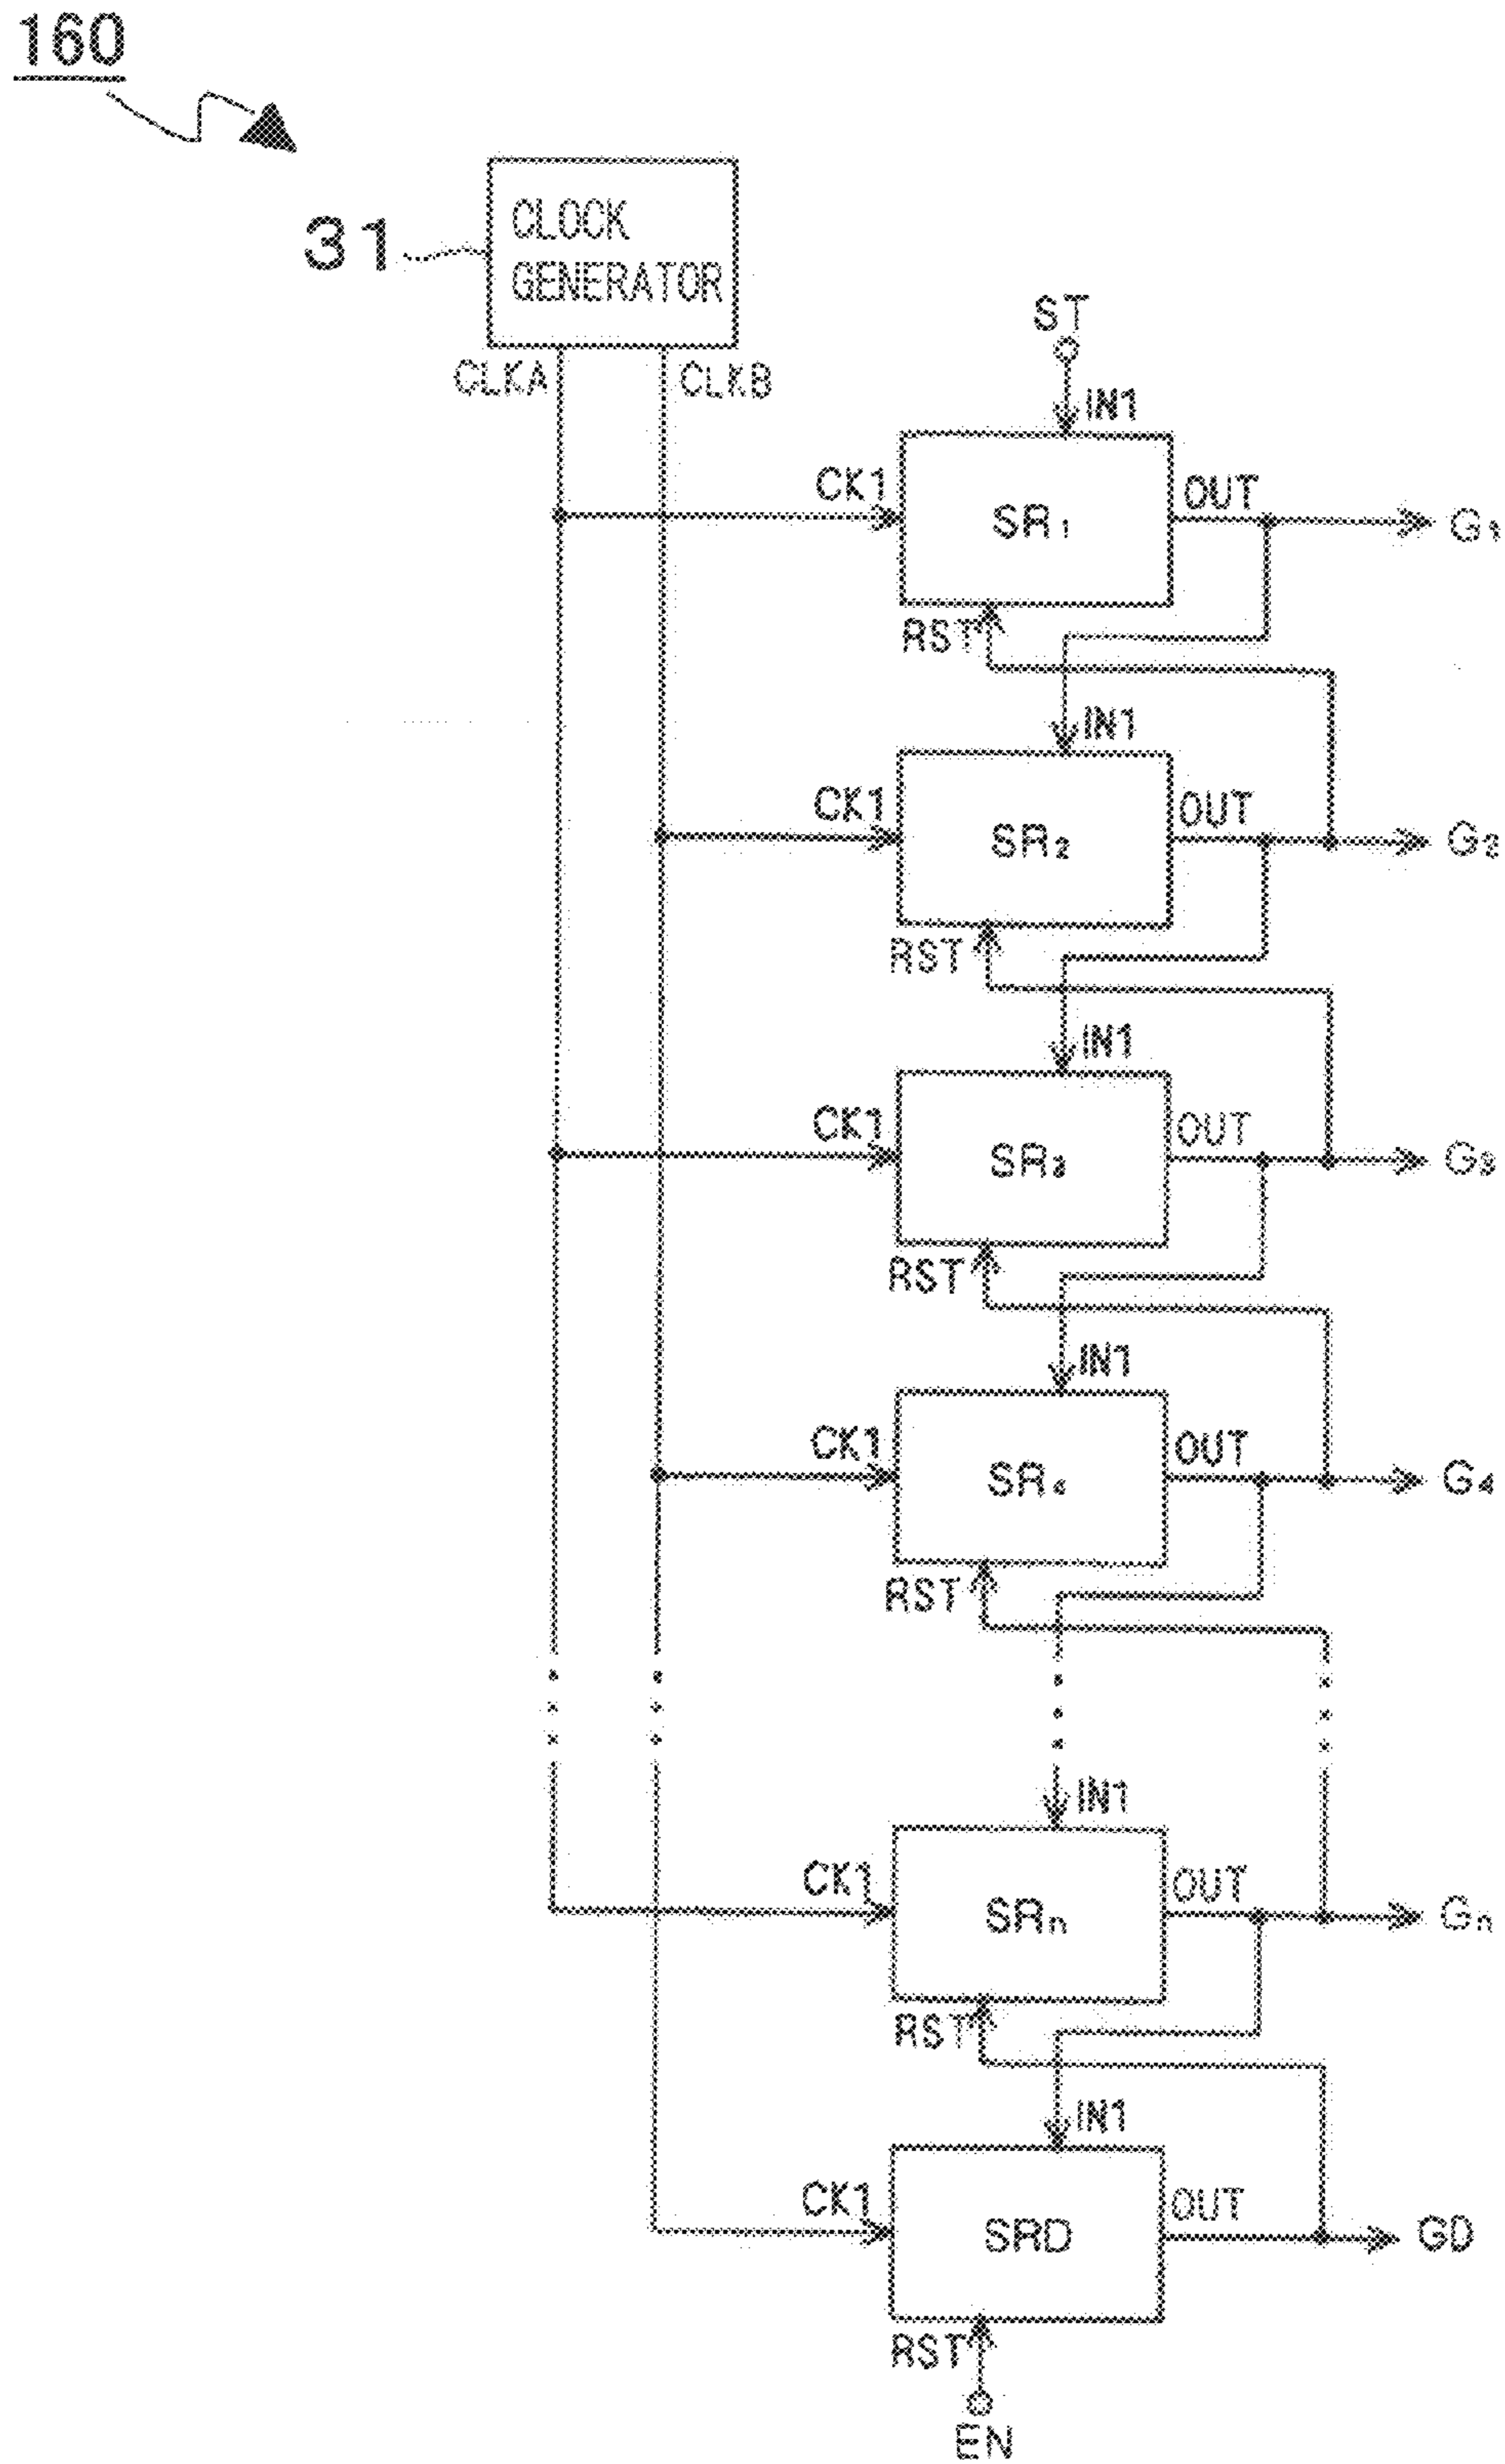 160
31
CLOCK
GENERATOR
CLKA
CLKB
ST
IN1
CK1
SR₁
OUT
G₁
RST
IN1
CK1
SR₂
OUT
G₂
RST
IN1
CK1
SR₃
OUT
G₃
RST
IN1
CK1
SR₄
OUT
G₄
RST
IN1
CK1
SRn
OUT
Gn
RST
IN1
CK1
SRD
OUT
GD
RST
EN